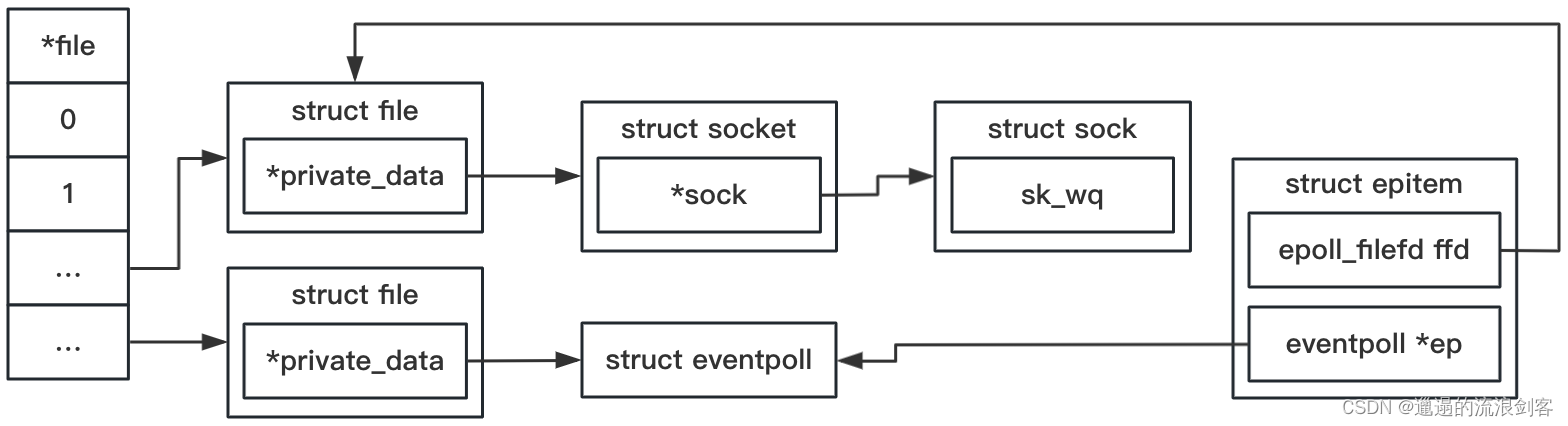 *file
0
1
...
...
struct file
*private_data
struct socket
*sock
struct sock
sk_wq
struct file
*private_data
struct eventpoll
struct epitem
epoll_filefd ffd
eventpoll *ep
CSDN @邋遢的流浪剑客